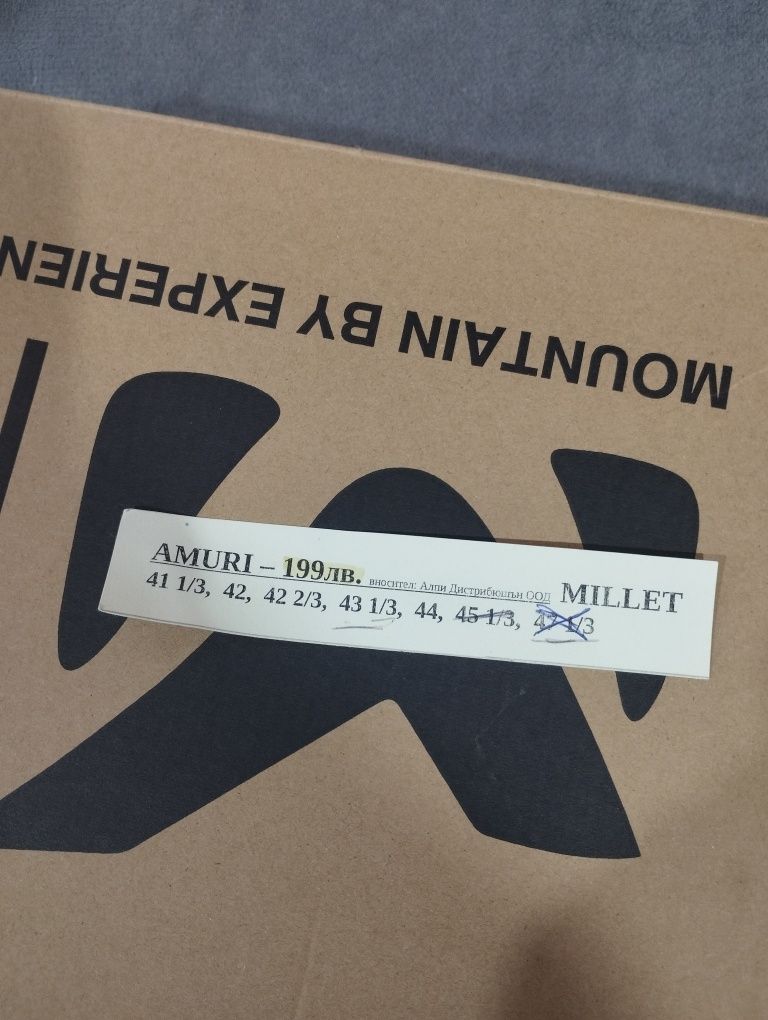 MOUNTAIN BY EXPERIEN
AMURI – 199лв. вносител: Алпи Дистрибюшън ООД MILLET
41 1/3, 42, 42 2/3, 43 1/3, 44, 45 1/3, 47 1/3